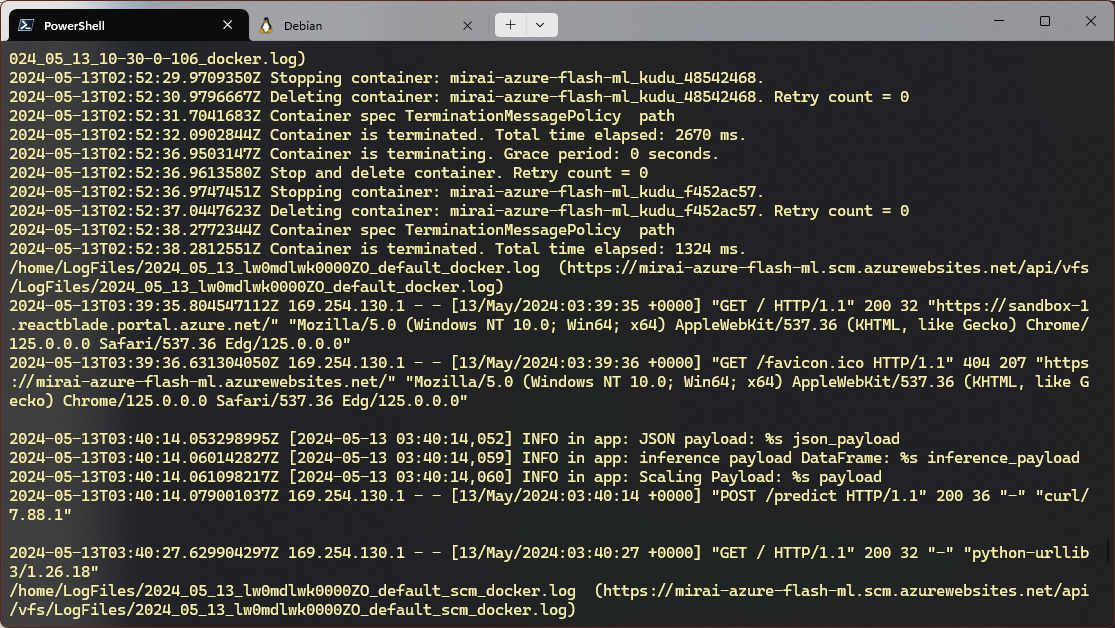 PowerShell
Debian
024_05_13_10-30-0-106_docker.log)
2024-05-13T02:52:29.9709350Z Stopping container: mirai-azure-flash-ml_kudu_48542468.
2024-05-13T02:52:30.9796667Z Deleting container: mirai-azure-flash-ml_kudu_48542468. Retry count = 0
2024-05-13T02:52:31.7041683Z Container spec TerminationMessagePolicy  path
2024-05-13T02:52:32.0902844Z Container is terminated. Total time elapsed: 2670 ms.
2024-05-13T02:52:36.9503147Z Container is terminating. Grace period: 0 seconds.
2024-05-13T02:52:36.9613580Z Stop and delete container. Retry count = 0
2024-05-13T02:52:36.9747451Z Stopping container: mirai-azure-flash-ml_kudu_f452ac57.
2024-05-13T02:52:37.0447623Z Deleting container: mirai-azure-flash-ml_kudu_f452ac57. Retry count = 0
2024-05-13T02:52:38.2772344Z Container spec TerminationMessagePolicy  path
2024-05-13T02:52:38.2812551Z Container is terminated. Total time elapsed: 1324 ms.
/home/LogFiles/2024_05_13_lw0mdlwk0000ZO_default_docker.log  (https://mirai-azure-flash-ml.scm.azurewebsites.net/api/vfs
/LogFiles/2024_05_13_lw0mdlwk0000ZO_default_docker.log)
2024-05-13T03:39:35.804547112Z 169.254.130.1 - - [13/May/2024:03:39:35 +0000] "GET / HTTP/1.1" 200 32 "https://sandbox-1
.reactblade.portal.azure.net/" "Mozilla/5.0 (Windows NT 10.0; Win64; x64) AppleWebKit/537.36 (KHTML, like Gecko) Chrome/
125.0.0.0 Safari/537.36 Edg/125.0.0.0"
2024-05-13T03:39:36.631304050Z 169.254.130.1 - - [13/May/2024:03:39:36 +0000] "GET /favicon.ico HTTP/1.1" 404 207 "https
://mirai-azure-flash-ml.azurewebsites.net/" "Mozilla/5.0 (Windows NT 10.0; Win64; x64) AppleWebKit/537.36 (KHTML, like G
ecko) Chrome/125.0.0.0 Safari/537.36 Edg/125.0.0.0"
2024-05-13T03:40:14.053298995Z [2024-05-13 03:40:14,052] INFO in app: JSON payload: %s json_payload
2024-05-13T03:40:14.060142827Z [2024-05-13 03:40:14,059] INFO in app: inference payload DataFrame: %s inference_payload
2024-05-13T03:40:14.061098217Z [2024-05-13 03:40:14,060] INFO in app: Scaling Payload: %s payload
2024-05-13T03:40:14.079001037Z 169.254.130.1 - - [13/May/2024:03:40:14 +0000] "POST /predict HTTP/1.1" 200 36 "-" "curl/
7.88.1"
2024-05-13T03:40:27.629904297Z 169.254.130.1 - - [13/May/2024:03:40:27 +0000] "GET / HTTP/1.1" 200 32 "-" "python-urllib
3/1.26.18"
/home/LogFiles/2024_05_13_lw0mdlwk0000ZO_default_scm_docker.log  (https://mirai-azure-flash-ml.scm.azurewebsites.net/api
/vfs/LogFiles/2024_05_13_lw0mdlwk0000ZO_default_scm_docker.log)